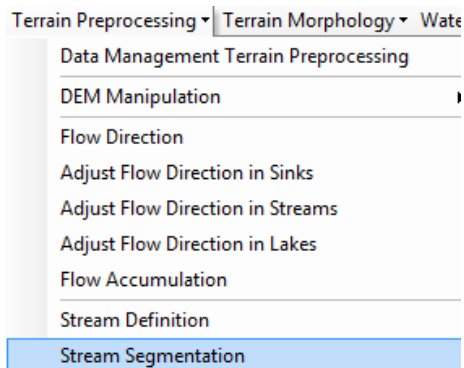 Terrain Preprocessing Terrain Morphology Wate
Data Management Terrain Preprocessing
DEM Manipulation
Flow Direction
Adjust Flow Direction in Sinks
Adjust Flow Direction in Streams
Adjust Flow Direction in Lakes
Flow Accumulation
Stream Definition
Stream Segmentation